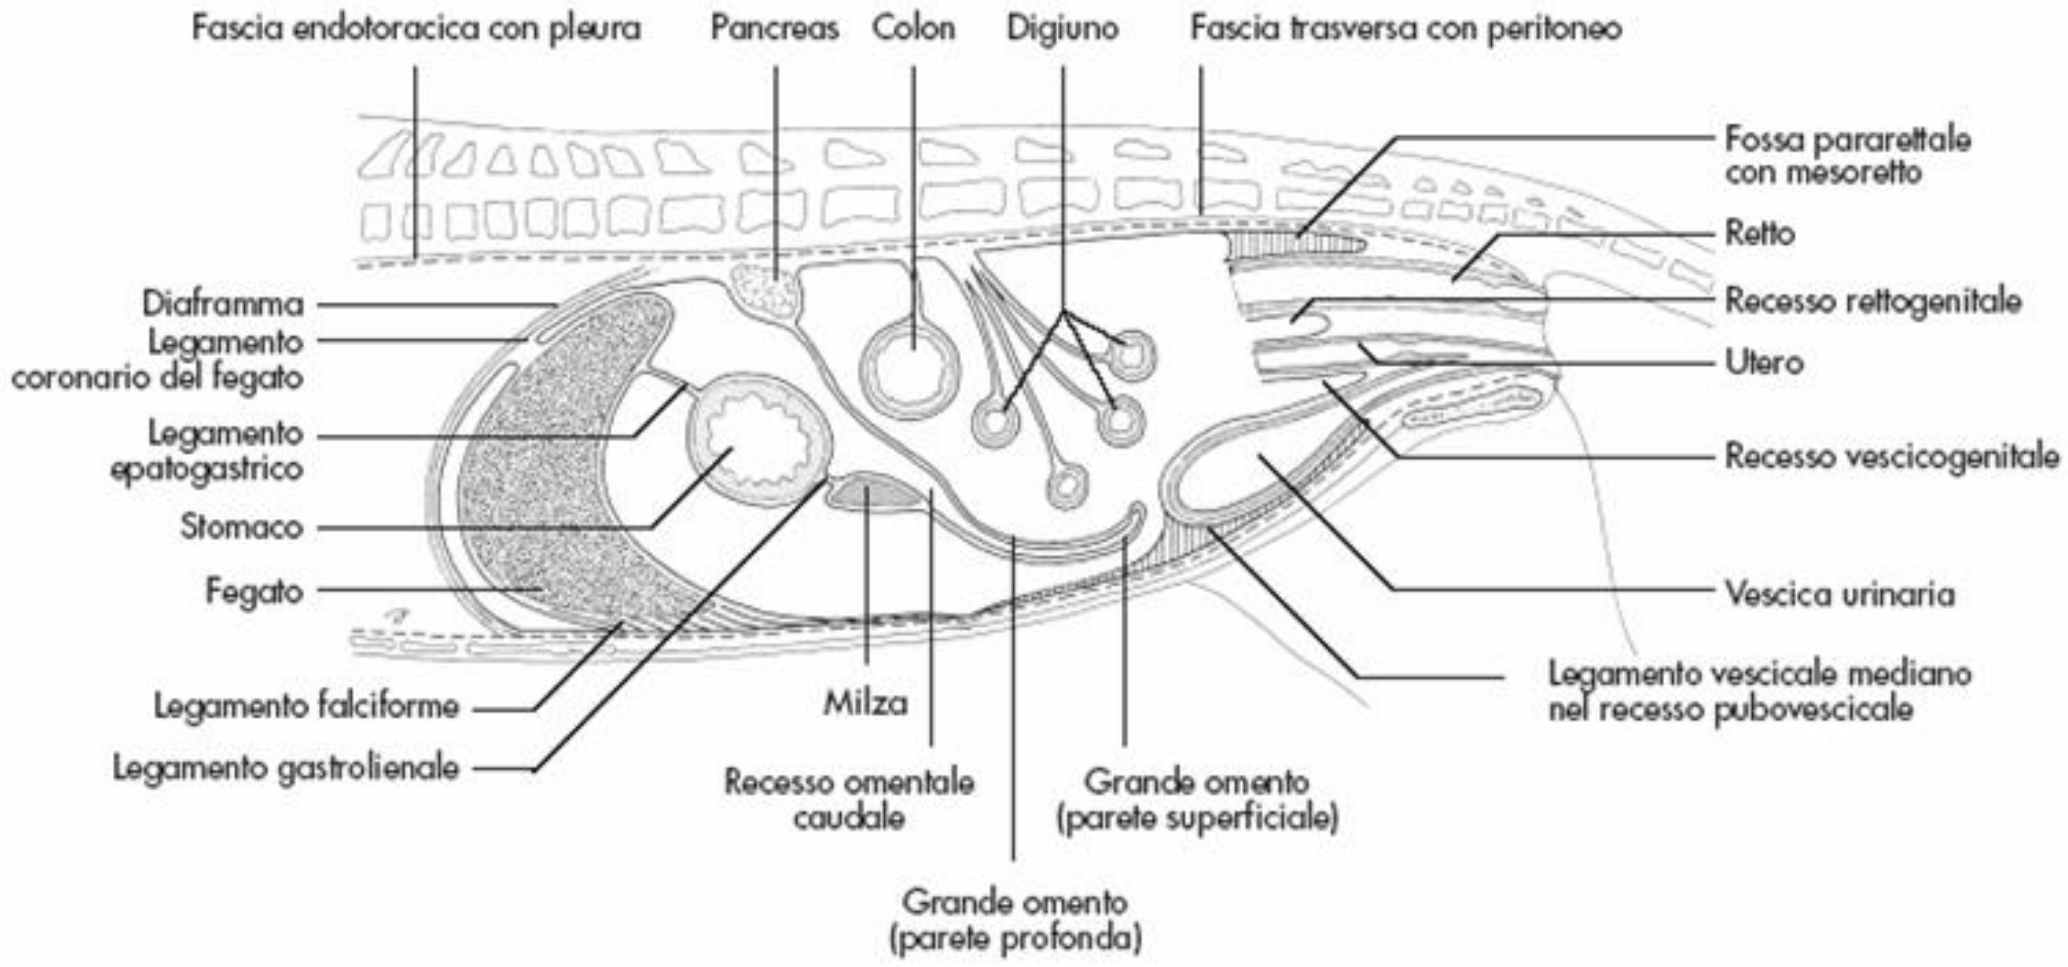 Fascia endotoracica con pleura
Pancreas
Colon
Digiuno
Fascia trasversa con peritoneo
Fossa pararettale
con mesoretto
Retto
Recesso rettogenitale
Utero
Recesso vescicogenitale
Vescica urinaria
Legamento vescicale mediano
nel recesso pubovescicale
Diaframma
Legamento
coronario del fegato
Legamento
epatogastrico
Stomaco
Fegato
Legamento falciforme
Legamento gastrolienale
Milza
Recesso omentale
caudale
Grande omento
(parete superficiale)
Grande omento
(parete profonda)